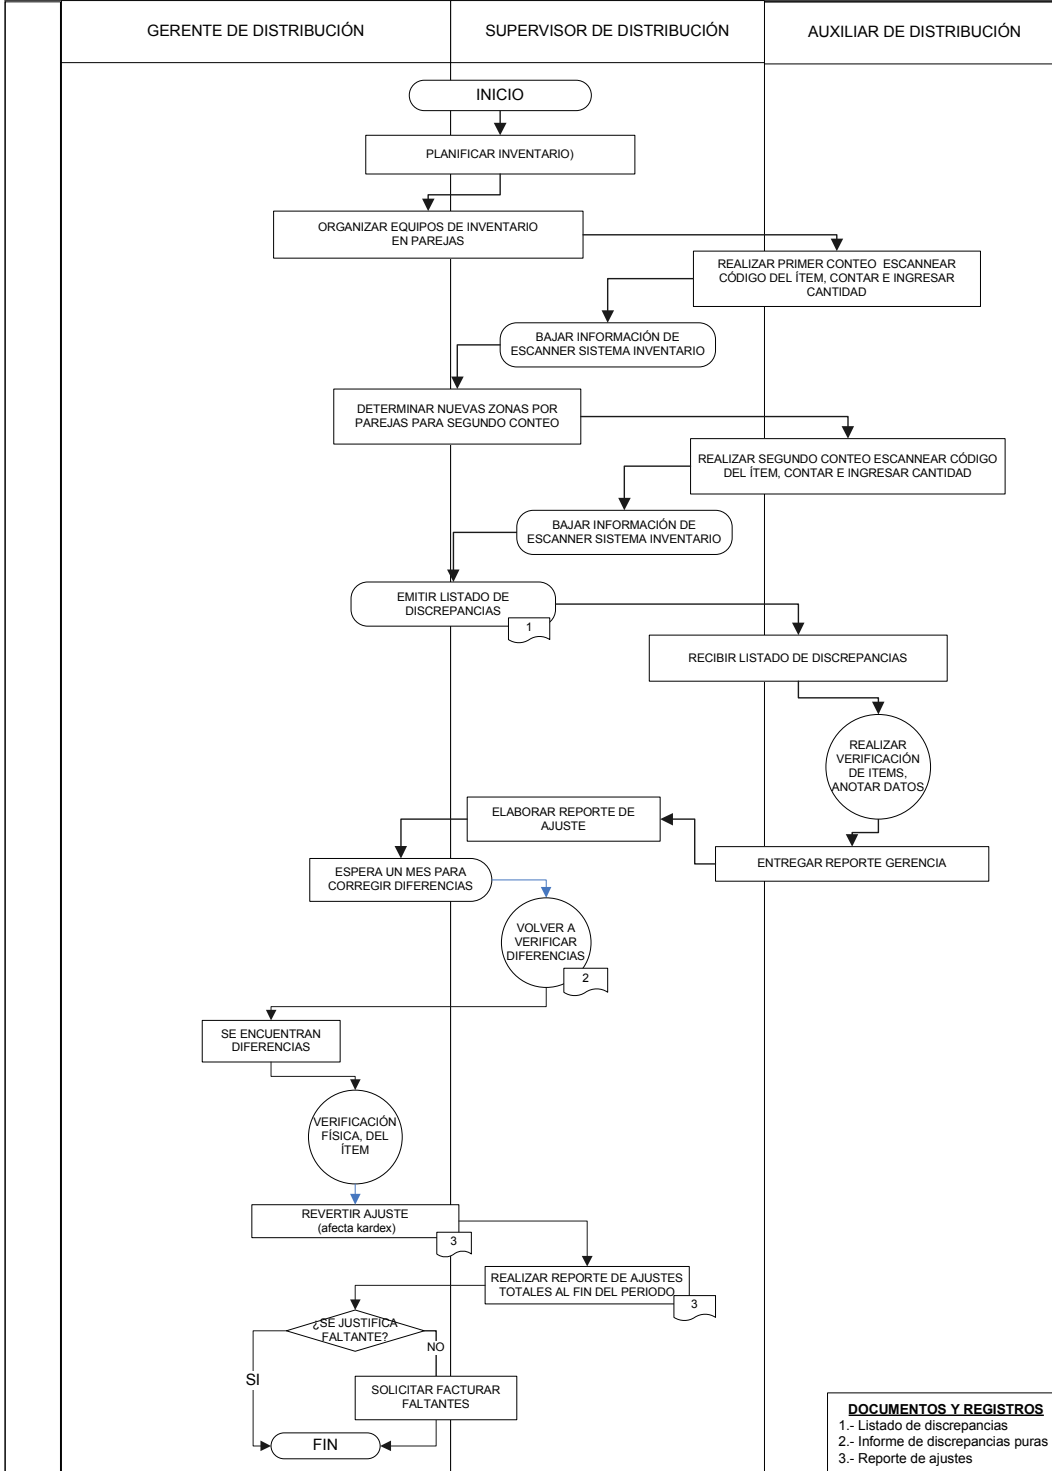 GERENTE DE DISTRIBUCIÓN
SUPERVISOR DE DISTRIBUCIÓN
AUXILIAR DE DISTRIBUCIÓN
INICIO
PLANIFICAR INVENTARIO)
ORGANIZAR EQUIPOS DE INVENTARIO
EN PAREJAS
REALIZAR PRIMER CONTEO ESCANNEAR
CÓDIGO DEL ÍTEM, CONTAR E INGRESAR
CANTIDAD
BAJAR INFORMACIÓN DE
ESCANNER SISTEMA INVENTARIO
DETERMINAR NUEVAS ZONAS POR
PAREJAS PARA SEGUNDO CONTEO
REALIZAR SEGUNDO CONTEO ESCANNEAR CÓDIGO
DEL ÍTEM, CONTAR E INGRESAR CANTIDAD
BAJAR INFORMACIÓN DE
ESCANNER SISTEMA INVENTARIO
EMITIR LISTADO DE
DISCREPANCIAS
1
RECIBIR LISTADO DE DISCREPANCIAS
REALIZAR
VERIFICACIÓN
DE ITEMS,
ANOTAR DATOS
ELABORAR REPORTE DE
AJUSTE
ENTREGAR REPORTE GERENCIA
ESPERA UN MES PARA
CORREGIR DIFERENCIAS
VOLVER A
VERIFICAR
DIFERENCIAS
2
SE ENCUENTRAN
DIFERENCIAS
VERIFICACIÓN
FÍSICA, DEL
ÍTEM
REVERTIR AJUSTE
(afecta kardex)
3
REALIZAR REPORTE DE AJUSTES
TOTALES AL FIN DEL PERIODO
3
¿SE JUSTIFICA
FALTANTE?
NO
SI
SOLICITAR FACTURAR
FALTANTES
FIN
DOCUMENTOS Y REGISTROS
1.- Listado de discrepancias
2.- Informe de discrepancias puras
3.- Reporte de ajustes